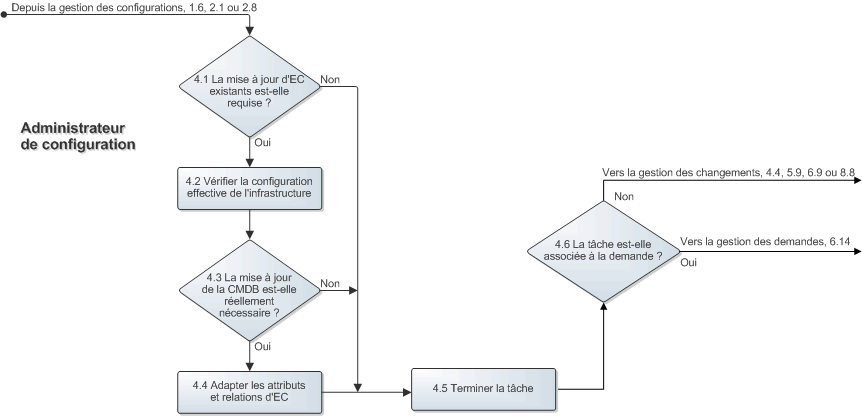 Depuis la gestion des configurations, 1.6, 2.1 ou 2.8
4.1 La mise à jour d'EC
existants est-elle
requise ?
Non
Oui
Administrateur
de configuration
4.2 Vérifier la configuration
effective de l'infrastructure
4.3 La mise à jour
de la CMDB est-elle
réellement
nécessaire ?
Non
Oui
4.4 Adapter les attributs
et relations d'EC
4.5 Terminer la tâche
4.6 La tâche est-elle
associée à la demande ?
Vers la gestion des changements, 4.4, 5.9, 6.9 ou 8.8
Non
Vers la gestion des demandes, 6.14
Oui